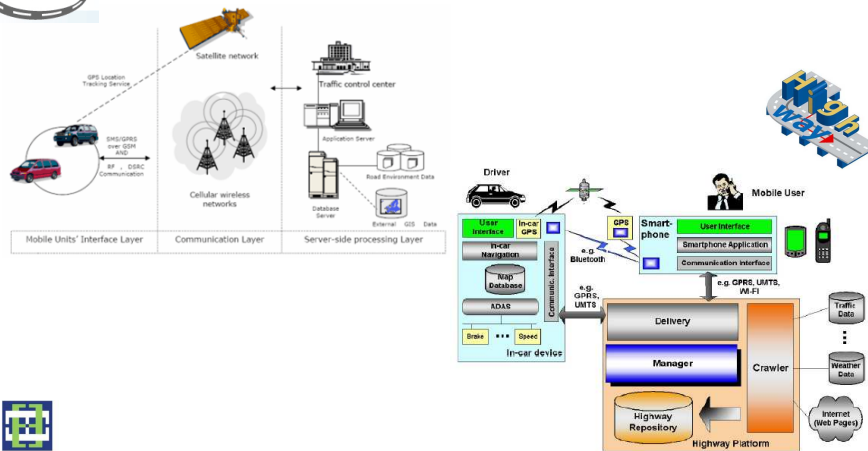 Satellite network
GPS Location
Tracking Service
Traffic control center
SMS/GPRS
over GSM
AND
RF , DSRC
Communication
Application Server
Road Environment Data
Cellular wireless
networks
Database
Server
External GIS Data
Mobile Units' Interface Layer
Communication Layer
Server-side processing Layer
High
way
Driver
Mobile User
User
Interface
In-car
GPS
GPS
Smart-
phone
User Interface
Smartphone Application
Communication Interface
In-car
Navigation
Map
Database
Communic. Interface
e.g.
Bluetooth
ADAS
Brake
Speed
In-car device
e.g.
GPRS,
UMTS
e.g. GPRS, UMTS,
WI-FI
Delivery
Manager
Crawler
Highway
Repository
Highway Platform
Traffic
Data
Weather
Data
Internet
(Web Pages)